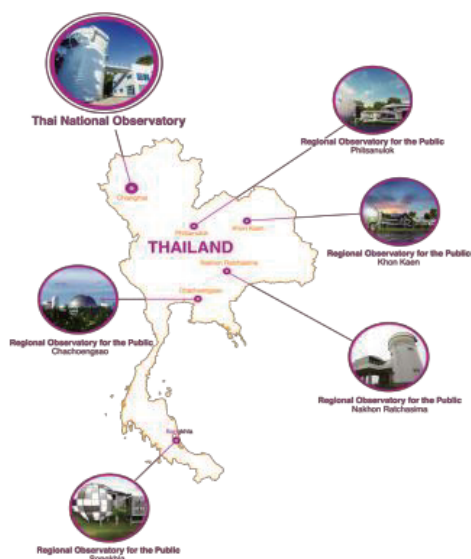 Thai National Observatory
Regional Observatory for the Public
Phitsanulok
Chiangmai
Phitsanulok
Khon Kaen
THAILAND
Regional Observatory for the Public
Khon Kaen
Nakhon Ratchasima
Chachoengsao
Regional Observatory for the Public
Chachoengsao
Regional Observatory for the Public
Nakhon Ratchasima
Songkhla
Regional Observatory for the Public
Songkhla